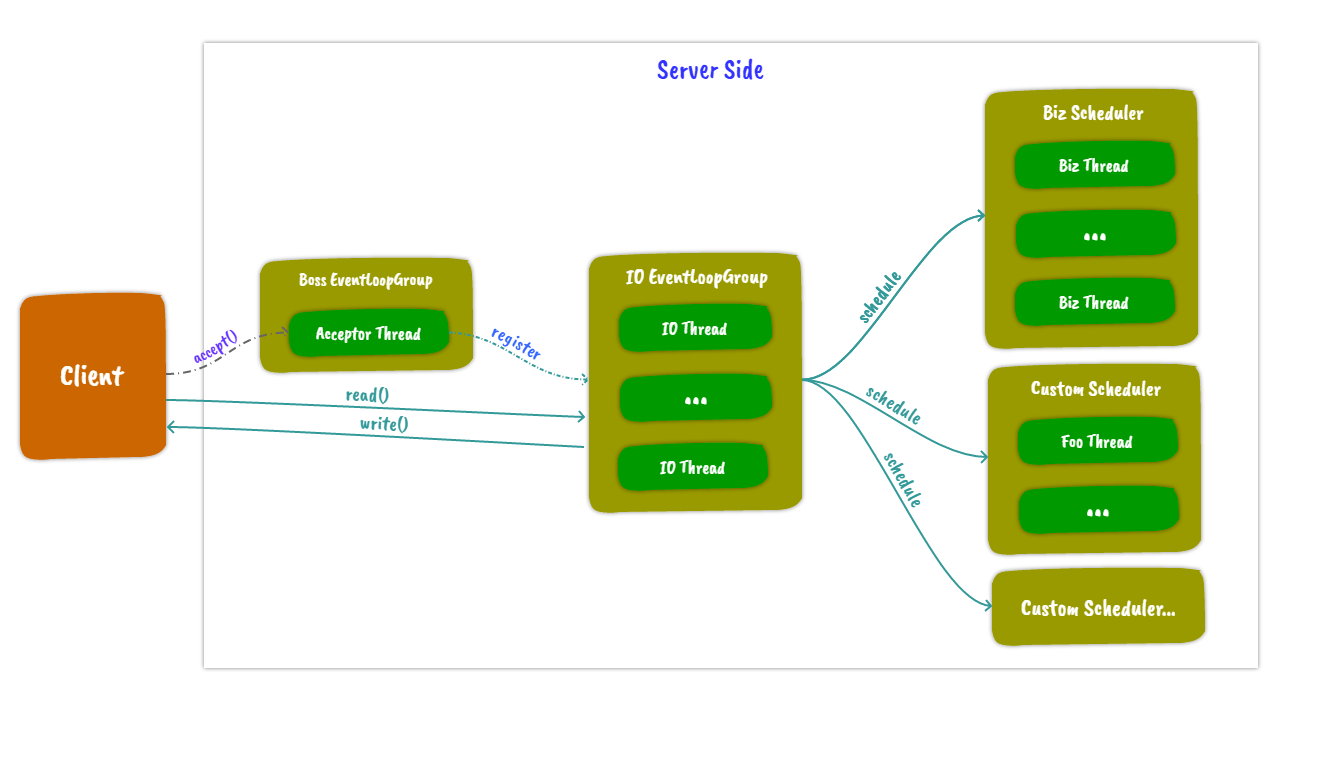 Server Side
Client
accept()
Boss EventLoopGroup
Acceptor Thread
register
read()
write()
IO EventLoopGroup
IO Thread
...
IO Thread
schedule
schedule
schedule
Biz Scheduler
Biz Thread
...
Biz Thread
Custom Scheduler
Foo Thread
...
Custom Scheduler...